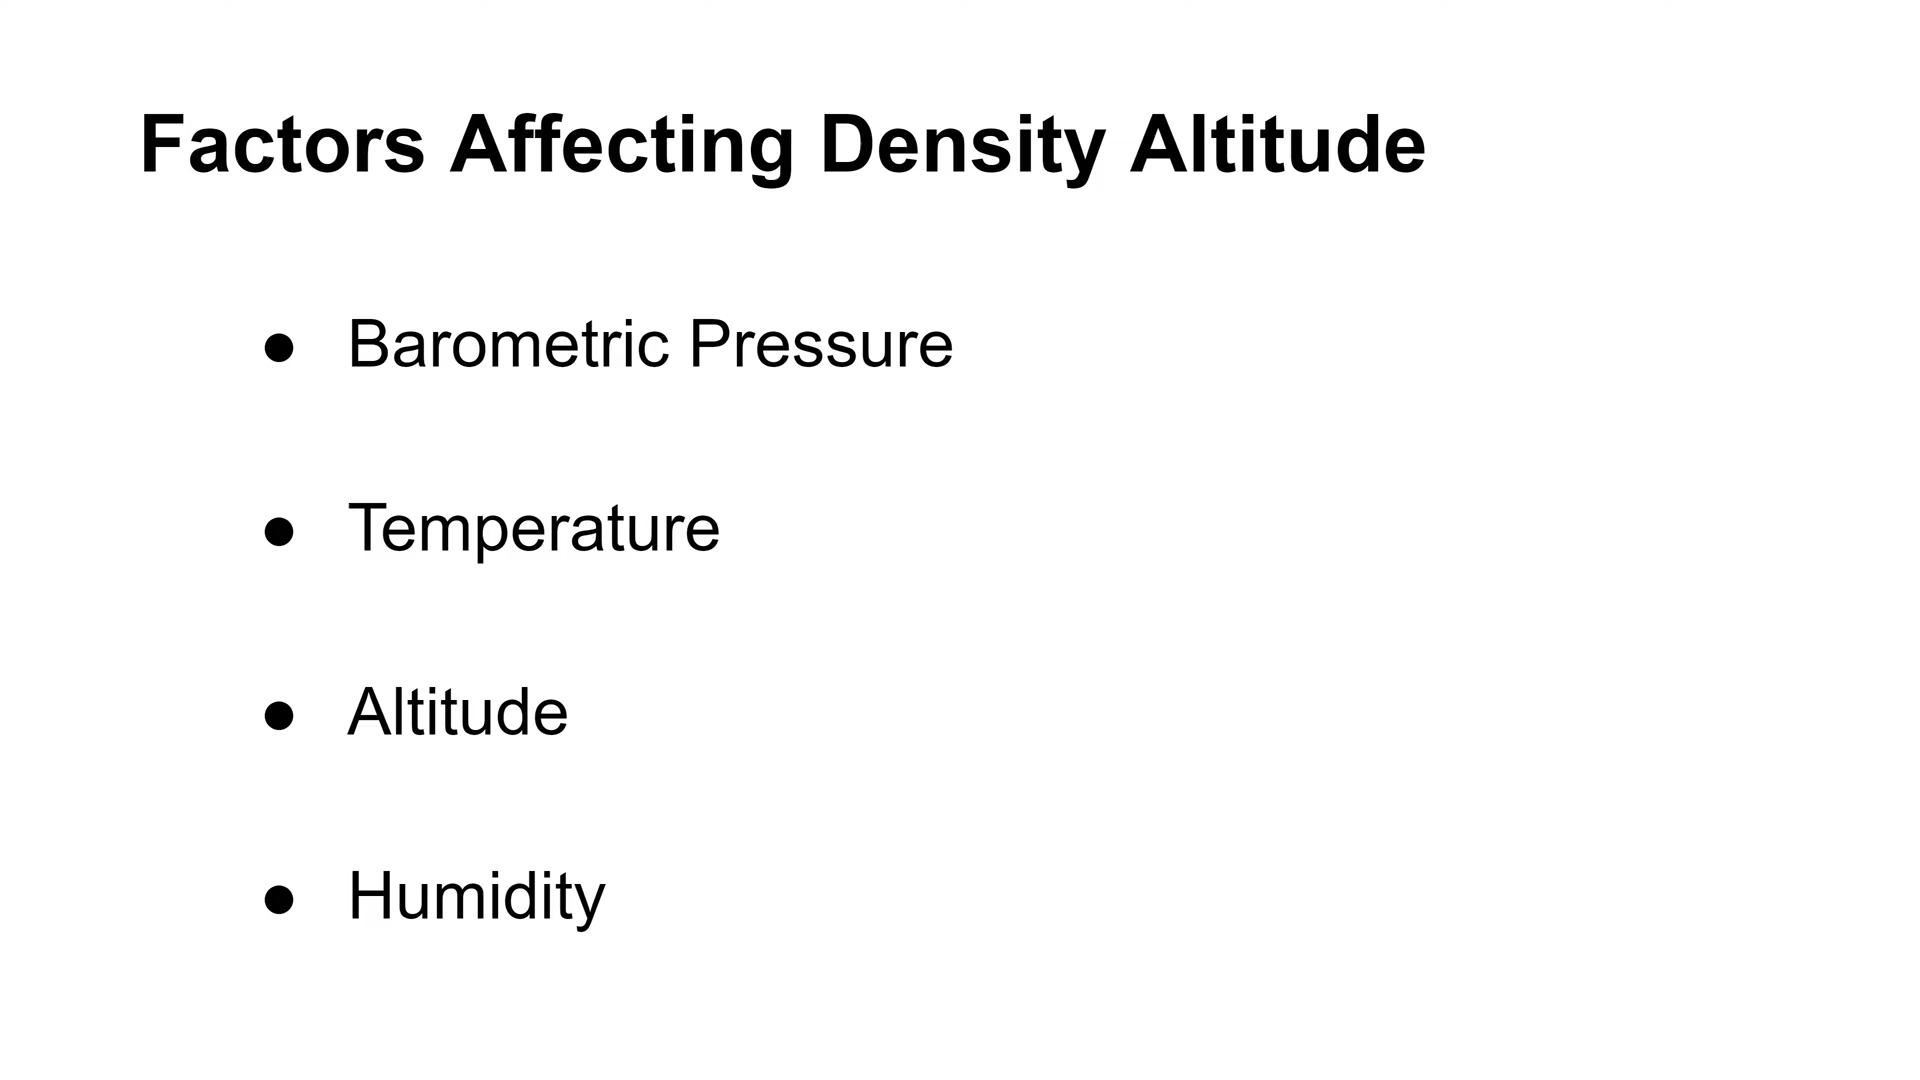 Factors Affecting Density Altitude
● Barometric Pressure
● Temperature
● Altitude
● Humidity